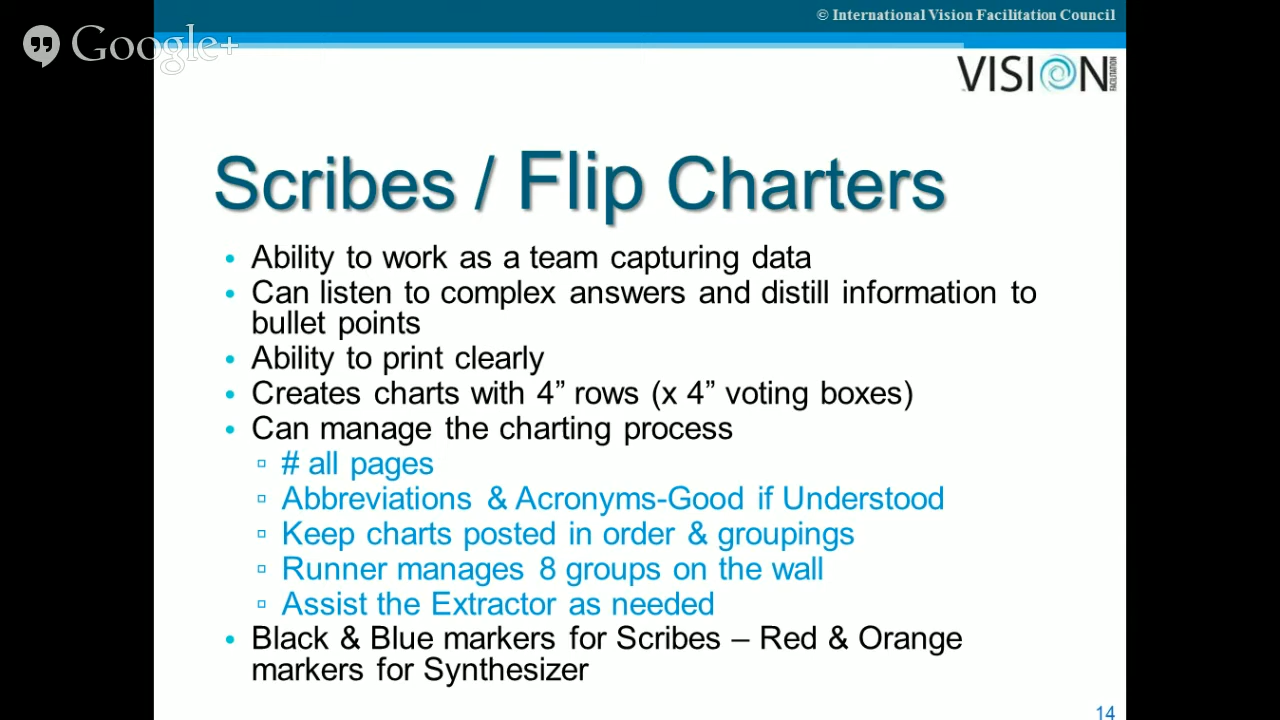 © International Vision Facilitation Council
Google+
VISION
FACILITATION
Scribes / Flip Charters
• Ability to work as a team capturing data
• Can listen to complex answers and distill information to
bullet points
• Ability to print clearly
• Creates charts with 4” rows (x 4” voting boxes)
• Can manage the charting process
▫ # all pages
▫ Abbreviations & Acronyms-Good if Understood
▫ Keep charts posted in order & groupings
▫ Runner manages 8 groups on the wall
▫ Assist the Extractor as needed
• Black & Blue markers for Scribes – Red & Orange
markers for Synthesizer
14